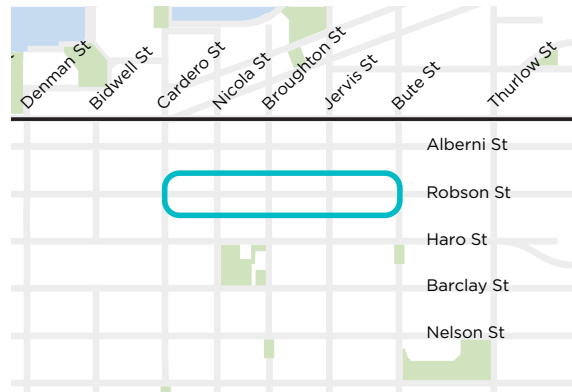 Denman St
Bidwell St
Cardero St
Nicola St
Broughton St
Jervis St
Bute St
Thurlow St
Alberni St
Robson St
Haro St
Barclay St
Nelson St